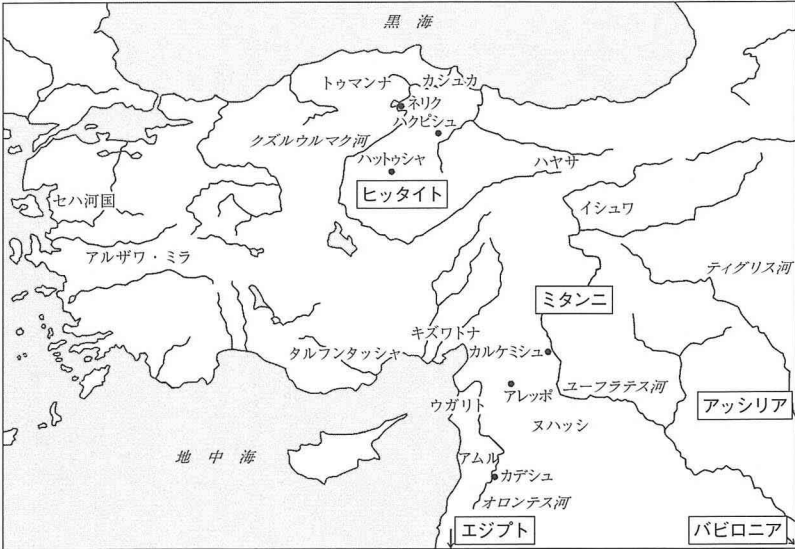 黒海
トゥマンナ
カシュカ
ネリク
ハクピシュ
クズルウルマク河
ハットゥシャ
ハヤサ
ヒッタイト
セハ河国
イシュワ
アルザワ・ミラ
ティグリス河
ミタンニ
キズワトナ
タルフンタッシャ
カルケミシュ
アレッポ
ユーフラテス河
アッシリア
ウガリト
ヌハッシ
地中海
アムル
カデシュ
オロンテス河
エジプト
バビロニア